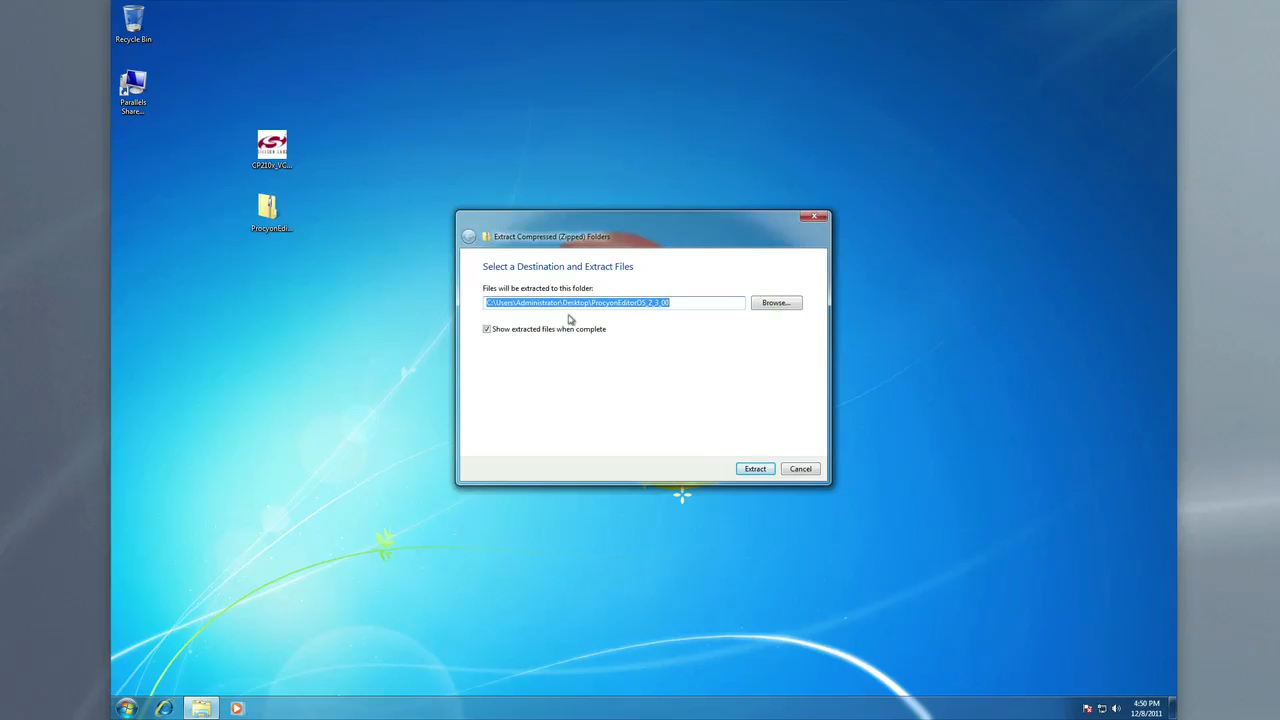 Recycle Bin
Parallels
Share...
CP210x_VC...
ProcyonEdi...
Extract Compressed (Zipped) Folders
Select a Destination and Extract Files
Files will be extracted to this folder:
C:\Users\Administrator\Desktop\ProcyonEditorOS_2_3_00
Browse...
Show extracted files when complete
Extract
Cancel
4:50 PM
12/8/2011